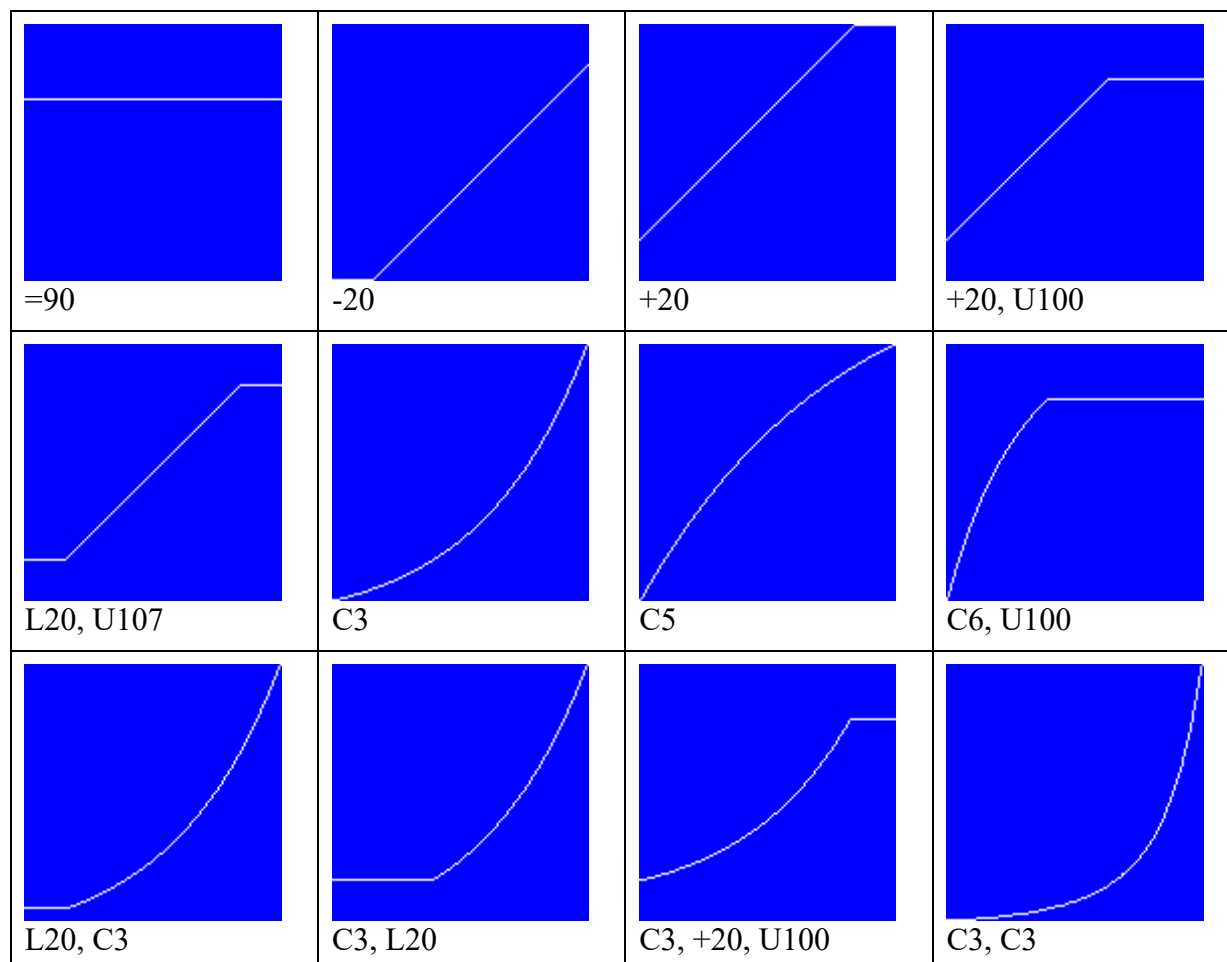 =90
-20
+20
+20, U100
L20, U107
C3
C5
C6, U100
L20, C3
C3, L20
C3, +20, U100
C3, C3